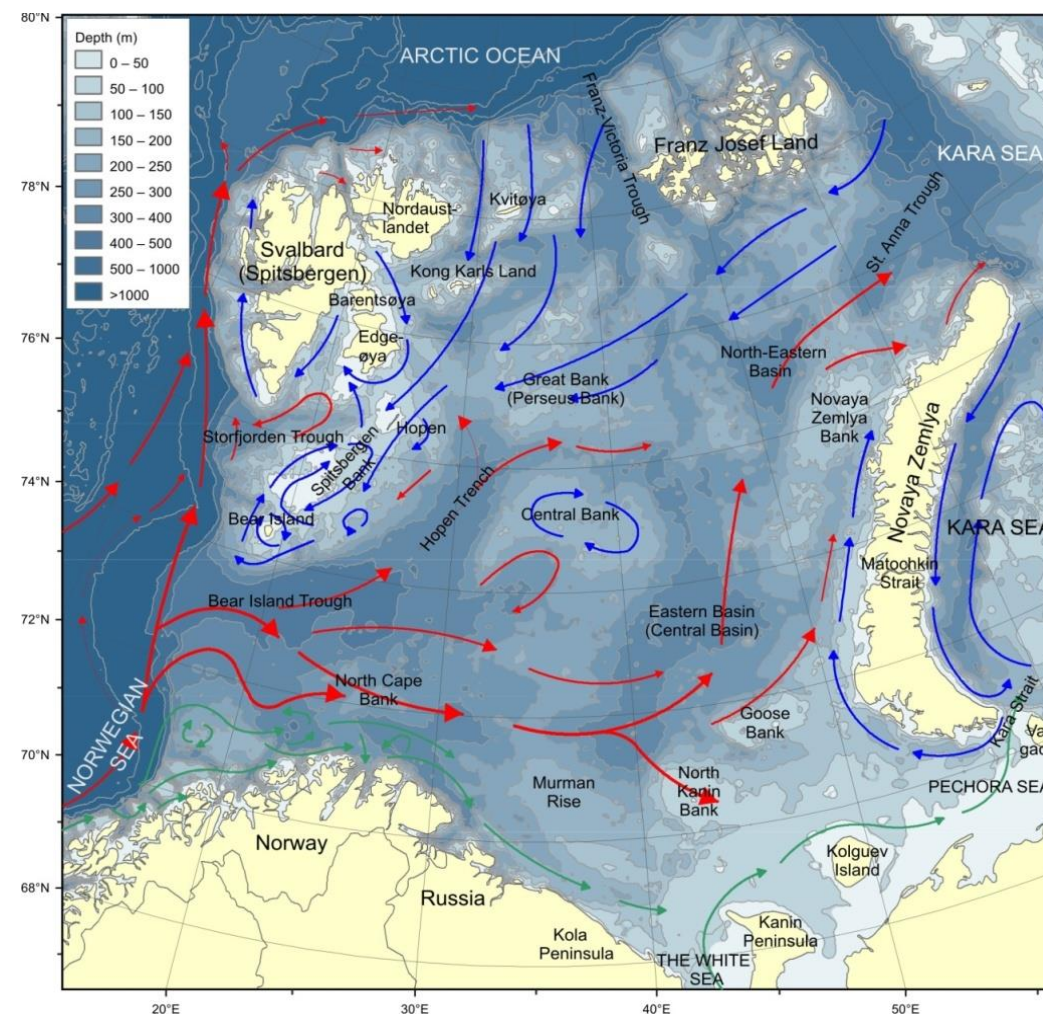 80°N
78°N
76°N
74°N
72°N
70°N
68°N
Depth (m)
0 – 50
50 – 100
100 – 150
150 – 200
200 – 250
250 – 300
300 – 400
400 – 500
500 – 1000
>1000
ARCTIC OCEAN
Franz-Victoria Trough
Franz Josef Land
KARA SEA
St. Anna Trough
Nordaust-
landet
Kvitøya
Svalbard
(Spitsbergen)
Kong Karls Land
Barentsøya
Edge-
øya
Great Bank
(Perseus Bank)
North-Eastern
Basin
Novaya
Zemlya
Bank
Novaya Zemlya
Storfjorden Trough
Hopen
Spitsbergen
Bank
Hopen Trench
Bear Island
Central Bank
KARA SEA
Matochkin
Strait
Bear Island Trough
Eastern Basin
(Central Basin)
North Cape
Bank
Goose
Bank
Kara-Strait
Va
gac
NORWEGIAN
SEA
Murman
Rise
North
Kanin
Bank
PECHORA SEA
Norway
Kolguev
Island
Russia
Kola
Peninsula
Kanin
Peninsula
THE WHITE
SEA
20°E
30°E
40°E
50°E